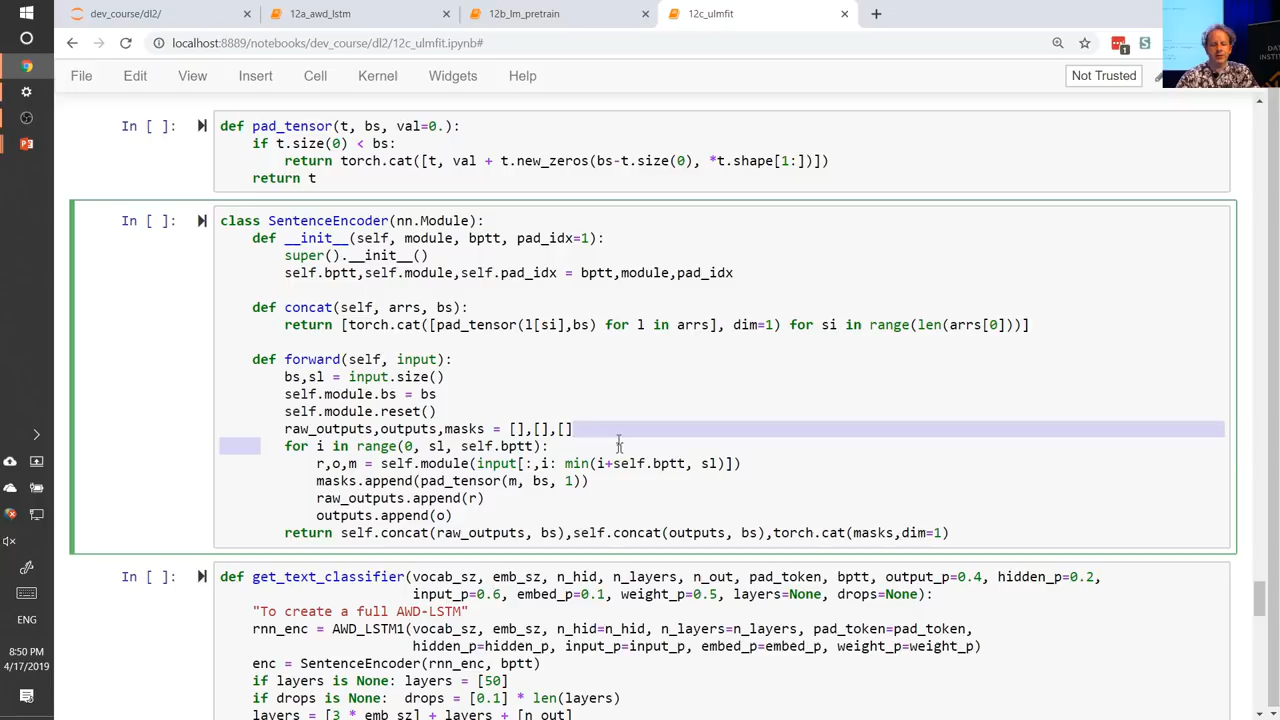 dev_course/dl2/
12a_awd_lstm
12b_lm_pretrain
12c_ulmfit
localhost:8889/notebooks/dev_course/dl2/12c_ulmfit.ipynb#
1
S
File Edit View Insert Cell Kernel Widgets Help
Not Trusted
In [ ]:
def pad_tensor(t, bs, val=0.):
    if t.size(0) < bs:
        return torch.cat([t, val + t.new_zeros(bs-t.size(0), *t.shape[1:])])
    return t
In [ ]:
class SentenceEncoder(nn.Module):
    def __init__(self, module, bptt, pad_idx=1):
        super().__init__()
        self.bptt,self.module,self.pad_idx = bptt,module,pad_idx
    def concat(self, arrs, bs):
        return [torch.cat([pad_tensor(l[si],bs) for l in arrs], dim=1) for si in range(len(arrs[0]))]
    def forward(self, input):
        bs,sl = input.size()
        self.module.bs = bs
        self.module.reset()
        raw_outputs,outputs,masks = [],[],[]
        for i in range(0, sl, self.bptt):
            r,o,m = self.module(input[:,i: min(i+self.bptt, sl)])
            masks.append(pad_tensor(m, bs, 1))
            raw_outputs.append(r)
            outputs.append(o)
        return self.concat(raw_outputs, bs),self.concat(outputs, bs),torch.cat(masks,dim=1)
In [ ]:
def get_text_classifier(vocab_sz, emb_sz, n_hid, n_layers, n_out, pad_token, bptt, output_p=0.4, hidden_p=0.2,
                        input_p=0.6, embed_p=0.1, weight_p=0.5, layers=None, drops=None):
    "To create a full AWD-LSTM"
    rnn_enc = AWD_LSTM1(vocab_sz, emb_sz, n_hid=n_hid, n_layers=n_layers, pad_token=pad_token,
                        hidden_p=hidden_p, input_p=input_p, embed_p=embed_p, weight_p=weight_p)
    enc = SentenceEncoder(rnn_enc, bptt)
    if layers is None: layers = [50]
    if drops is None:  drops = [0.1] * len(layers)
    layers = [3 * emb_sz] + layers + [n_out]
ENG
8:50 PM
4/17/2019